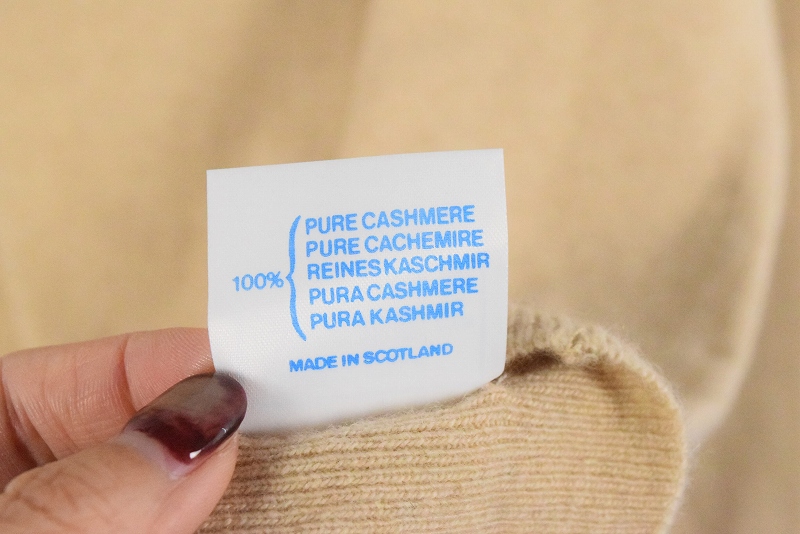 100%
PURE CASHMERE
PURE CACHEMIRE
REINES KASCHMIR
PURA CASHMERE
PURA KASHMIR
MADE IN SCOTLAND